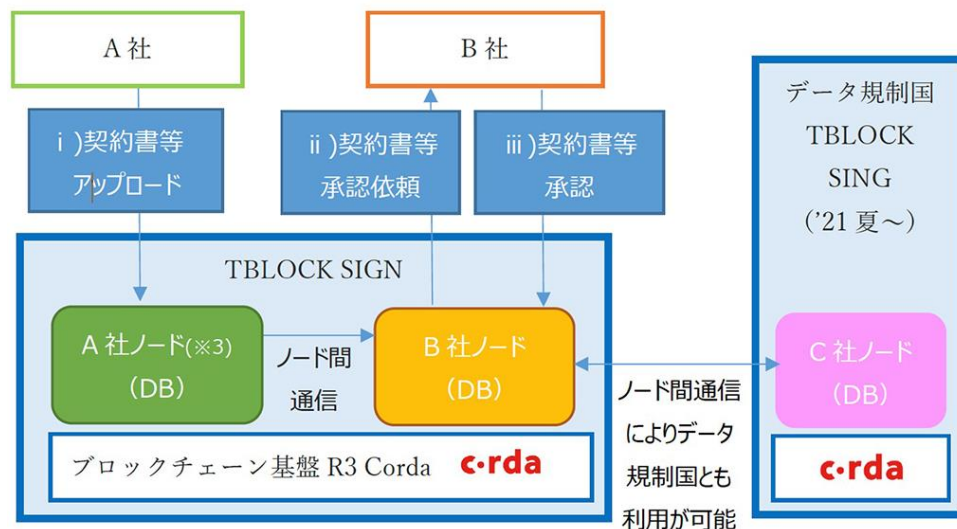 A 社
B 社
ⅰ)契約書等
アップロード
ⅱ)契約書等
承認依頼
ⅲ)契約書等
承認
TBLOCK SIGN
A 社ノード(※3)
(DB)
ノード間
通信
B 社ノード
(DB)
ブロックチェーン基盤 R3 Corda c·rda
ノード間通信
によりデータ
規制国とも
利用が可能
データ規制国
TBLOCK
SING
(’21 夏～)
C 社ノード
(DB)
c·rda